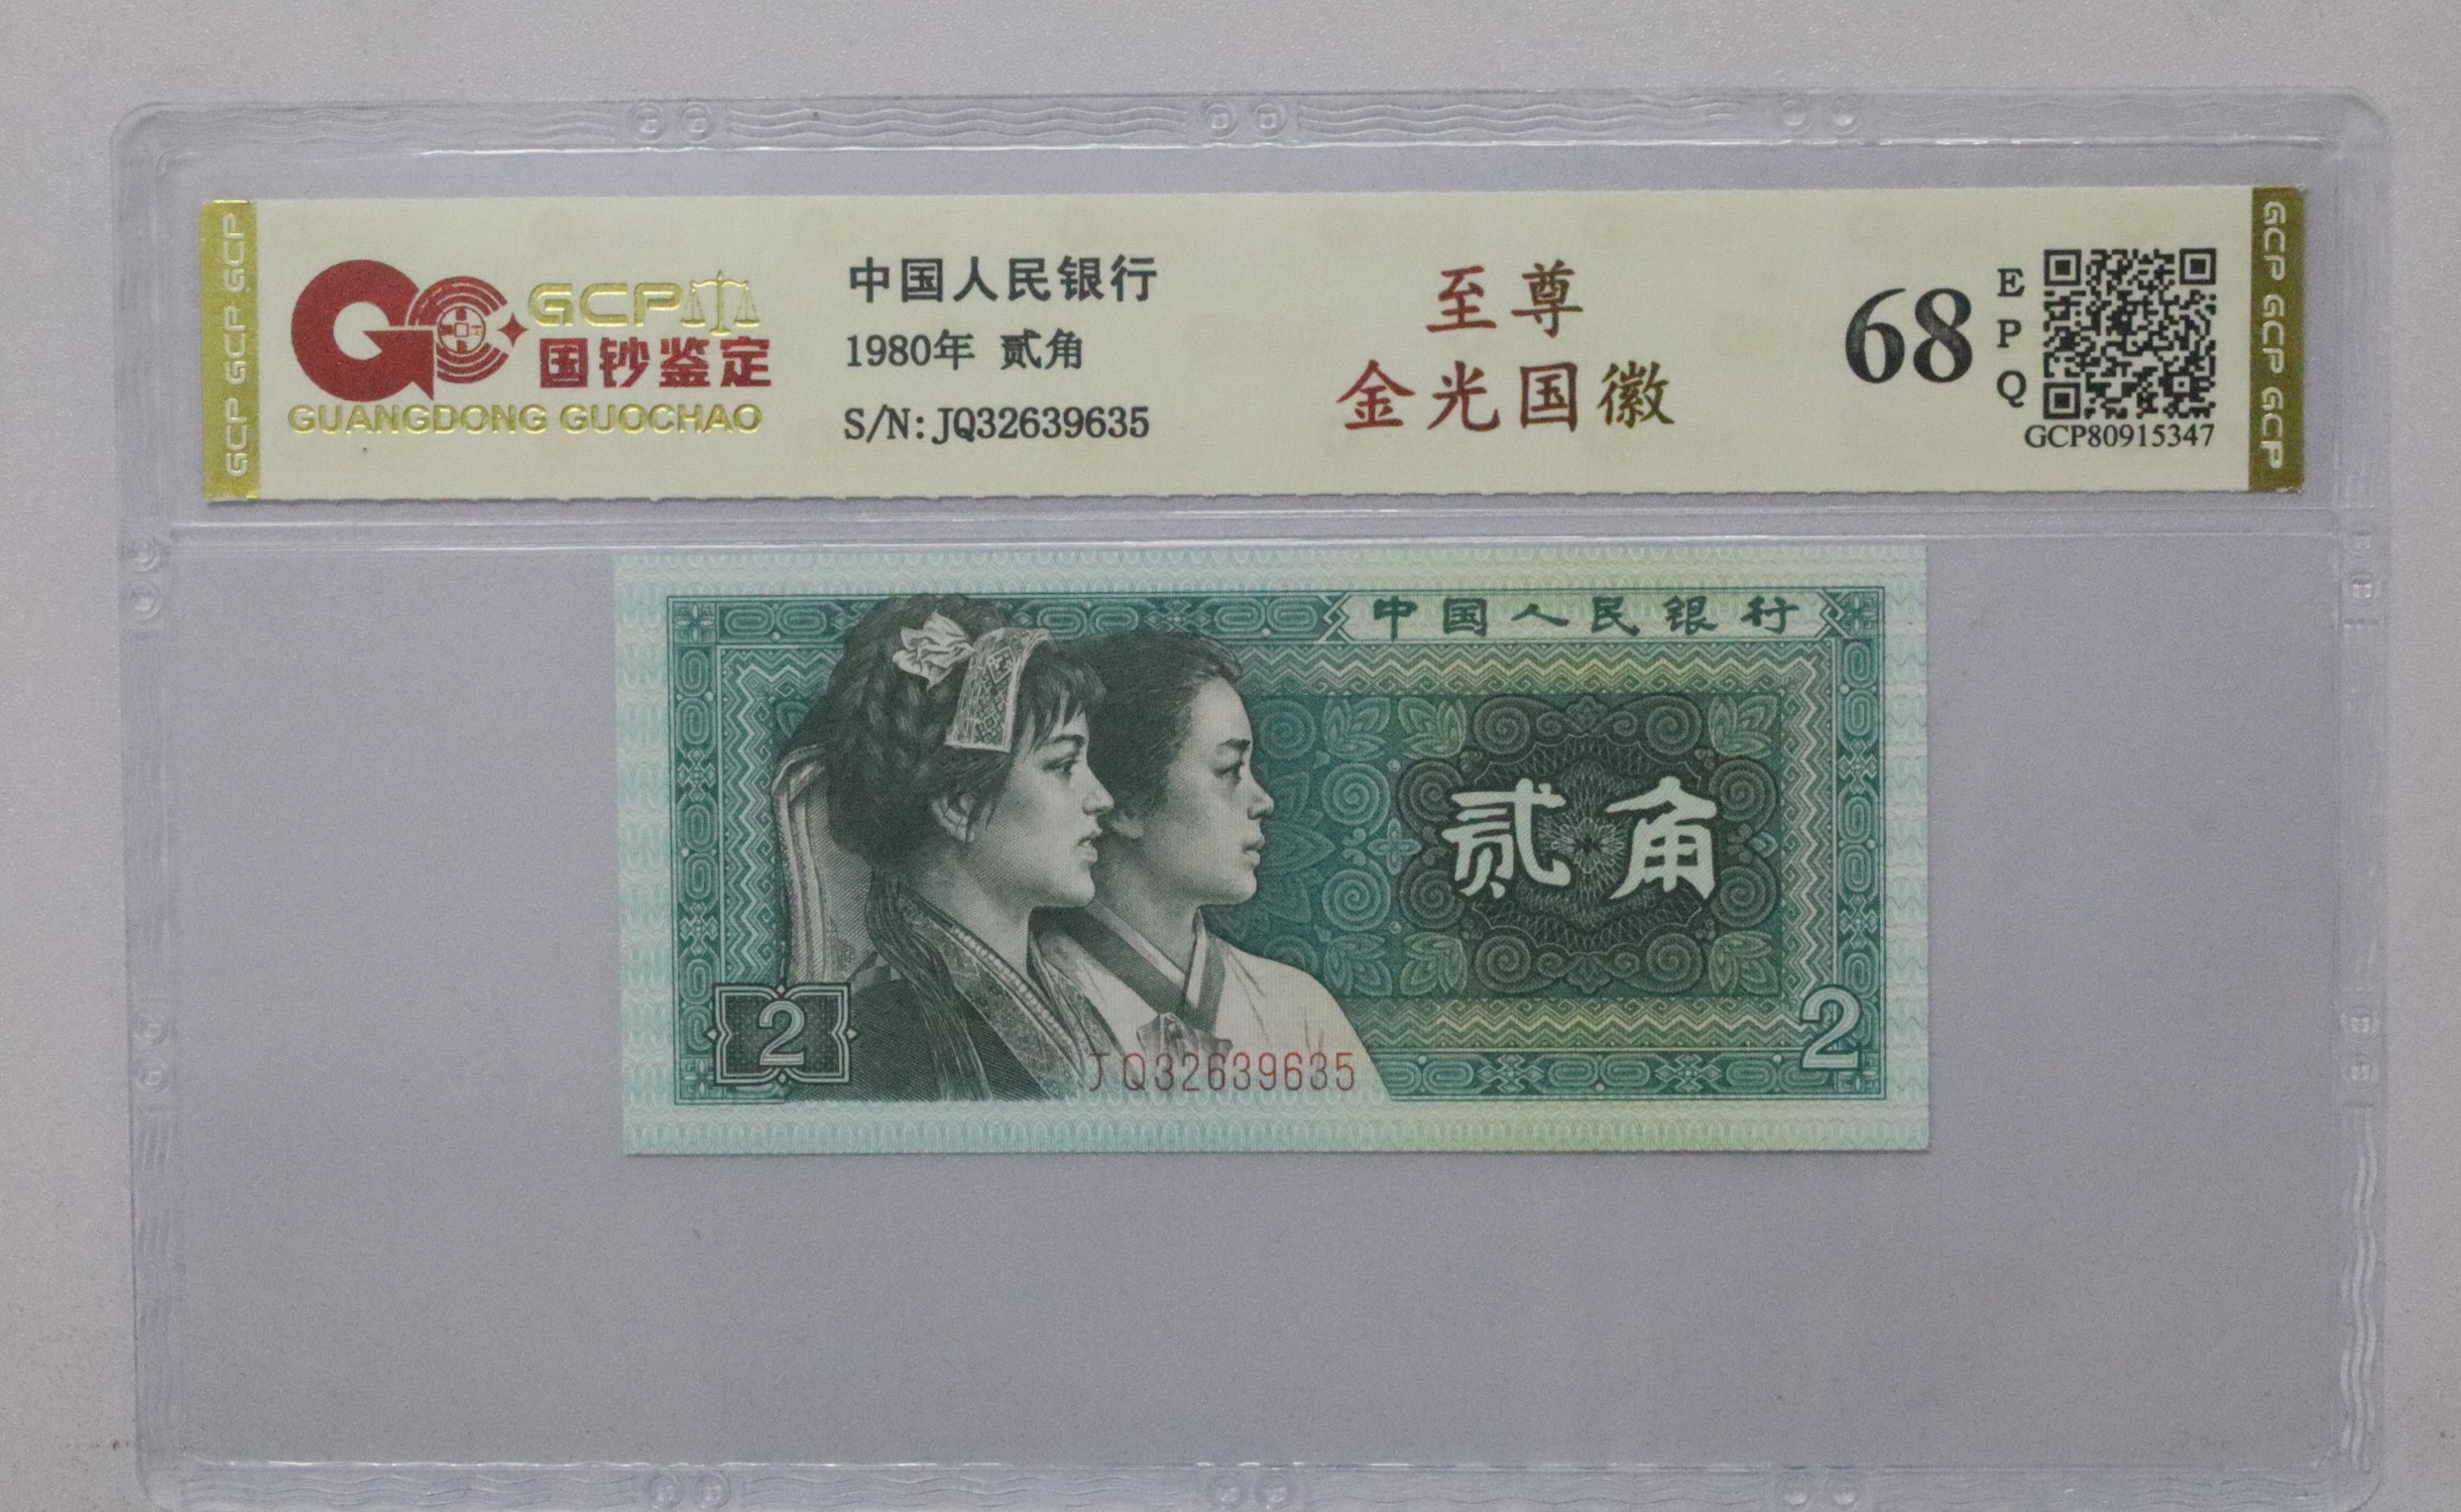 GCP GCP GCP
GCP
国钞鉴定
GUANGDONG GUOCHAO
中国人民银行
1980年 贰角
S/N:JQ32639635
至尊
金光国徽
68
E
P
Q
GCP80915347
GCP GCP GCP
中国人民银行
贰角
2
2
JQ32639635